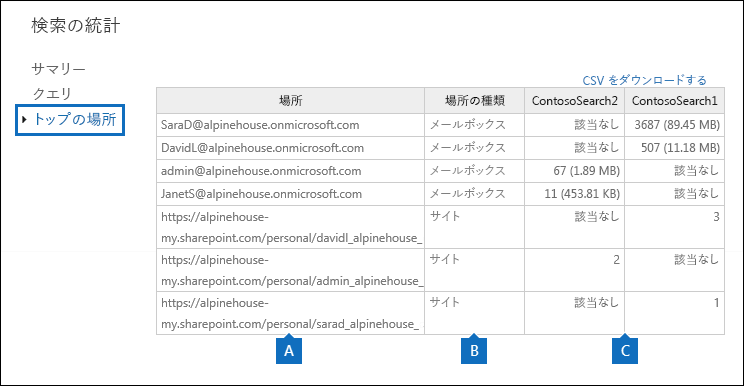 検索の統計
サマリー
クエリ
トップの場所
CSV をダウンロードする
場所 場所の種類 ContosoSearch2 ContosoSearch1
SaraD@alpinehouse.onmicrosoft.com メールボックス 該当なし 3687 (89.45 MB)
DavidL@alpinehouse.onmicrosoft.com メールボックス 該当なし 507 (11.18 MB)
admin@alpinehouse.onmicrosoft.com メールボックス 67 (1.89 MB) 該当なし
JanetS@alpinehouse.onmicrosoft.com メールボックス 11 (453.81 KB) 該当なし
https://alpinehouse- サイト 該当なし 3
my.sharepoint.com/personal/davidl_alpinehouse_
https://alpinehouse- サイト 2 該当なし
my.sharepoint.com/personal/admin_alpinehouse_
https://alpinehouse- サイト 該当なし 1
my.sharepoint.com/personal/sarad_alpinehouse_
A B C